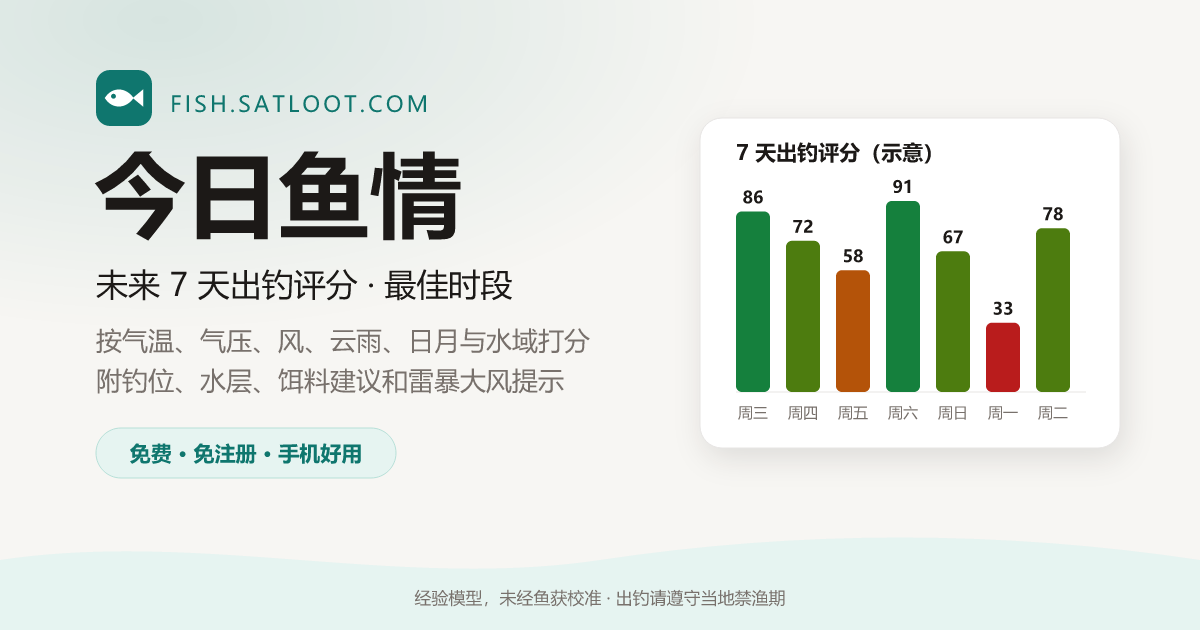 FISH.SATLOOT.COM
今日鱼情
未来 7 天出钓评分 · 最佳时段
按气温、气压、风、云雨、日月与水域打分
附钓位、水层、饵料建议和雷暴大风提示
免费 · 免注册 · 手机好用
7 天出钓评分（示意）
86 72 58 91 67 33 78
周三 周四 周五 周六 周日 周一 周二
经验模型，未经鱼获校准 · 出钓请遵守当地禁渔期